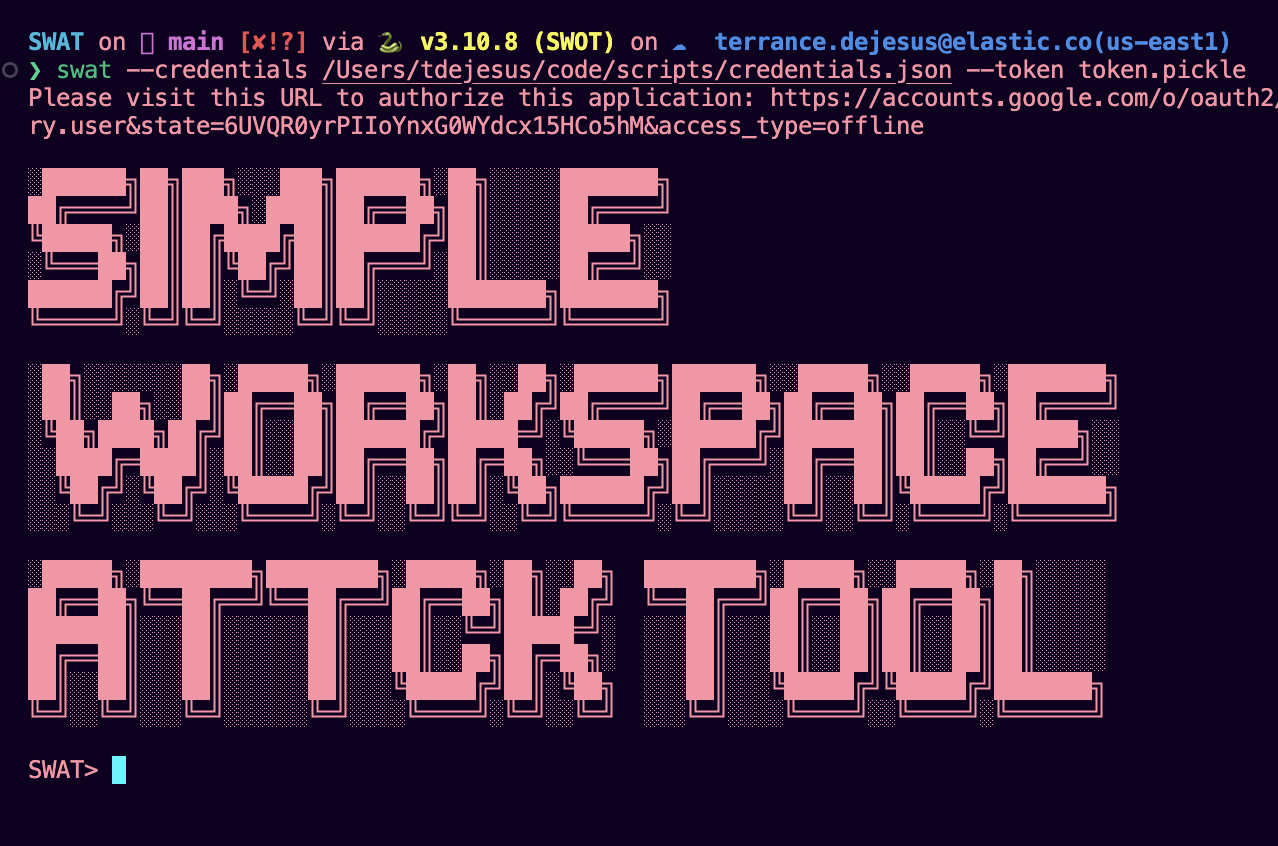 SWAT on main [✘!?] via 🐍 v3.10.8 (SWOT) on ☁ terrance.dejesus@elastic.co(us-east1)
❯ swat --credentials /Users/tdejesus/code/scripts/credentials.json --token token.pickle
Please visit this URL to authorize this application: https://accounts.google.com/o/oauth2/
ry.user&state=6UVQR0yrPIIoYnxG0WYdcx15HCo5hM&access_type=offline
SIMPLE
WORKSPACE
ATTCK TOOL
SWAT>